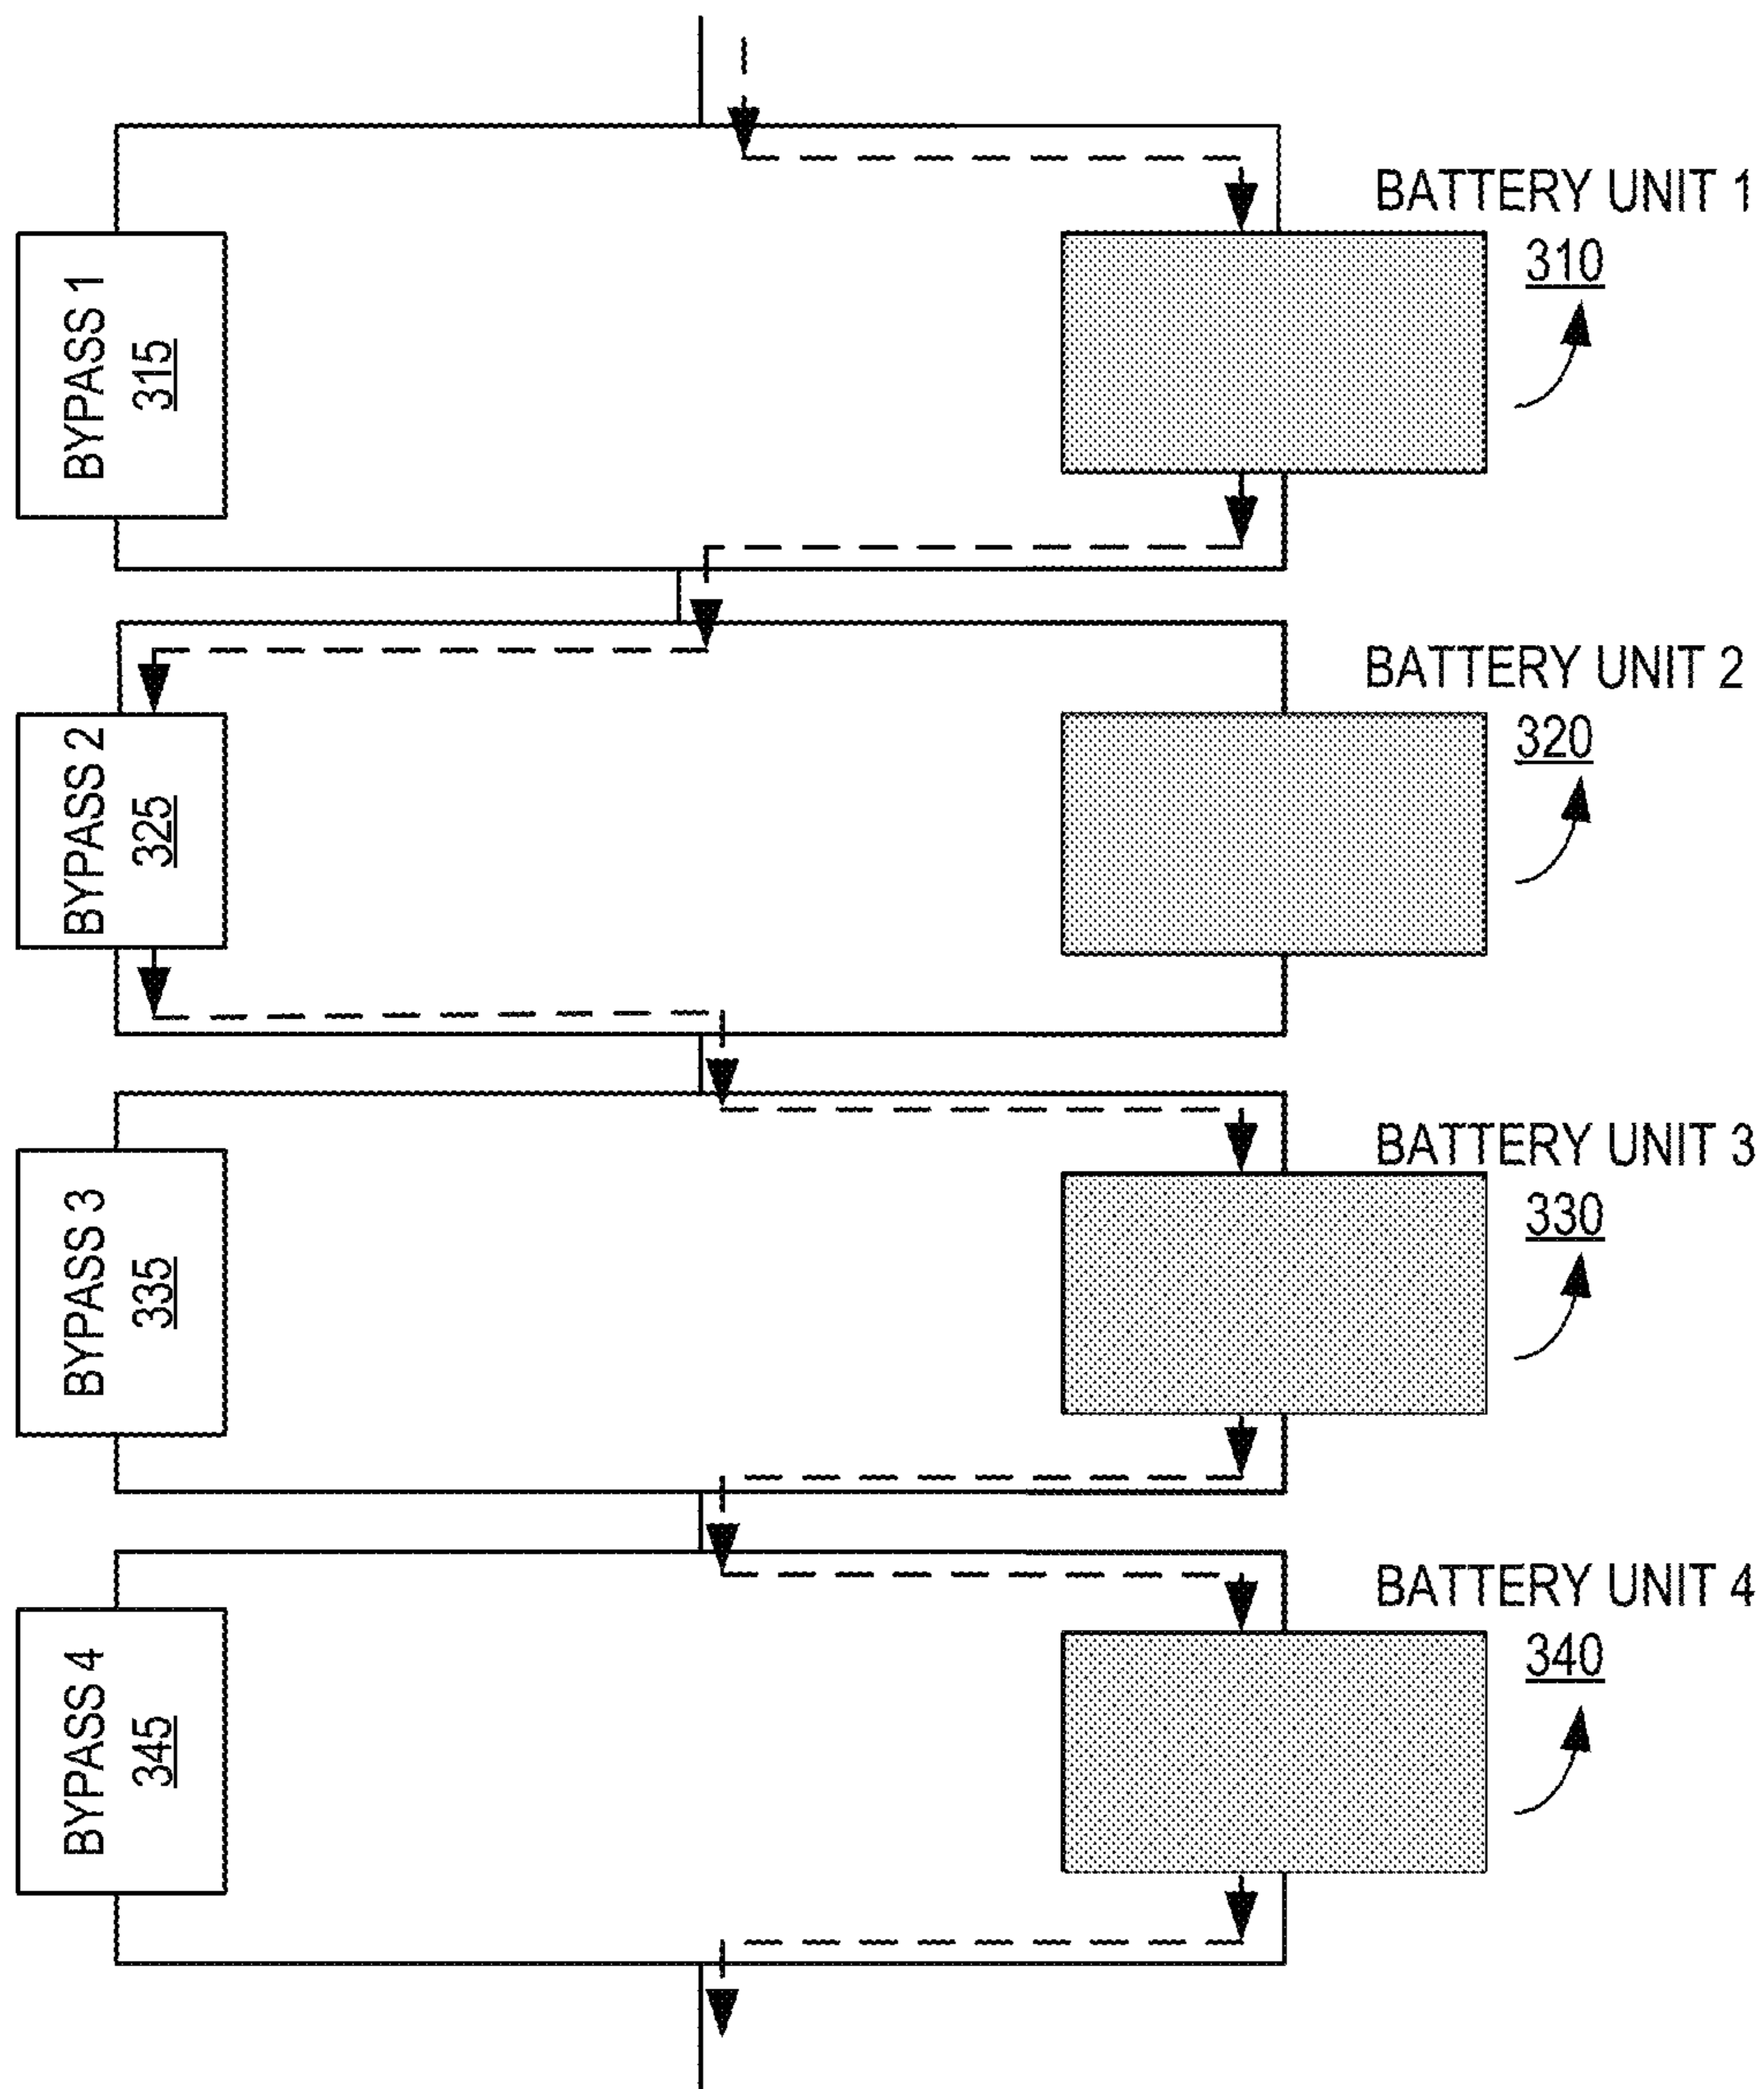 BATTERY UNIT 1
310
BYPASS 1
315
BATTERY UNIT 2
320
BYPASS 2
325
BATTERY UNIT 3
330
BYPASS 3
335
BATTERY UNIT 4
340
BYPASS 4
345